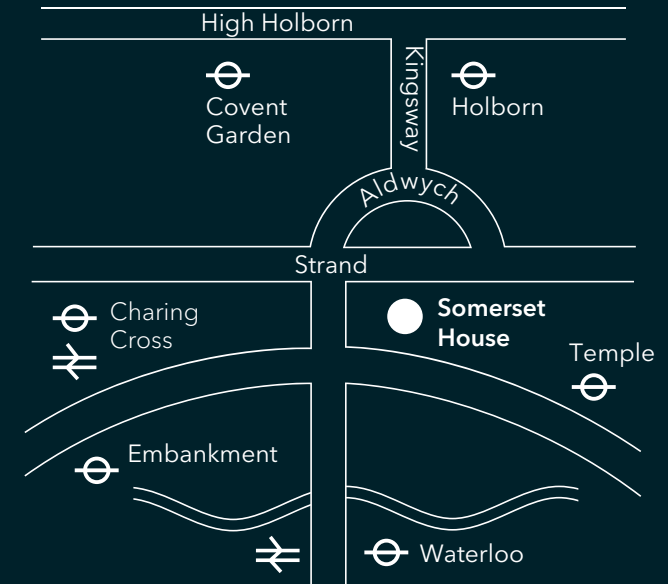 High Holborn
Kingsway
Covent
Garden
Holborn
Aldwych
Strand
Charing
Cross
Somerset
House
Temple
Embankment
Waterloo